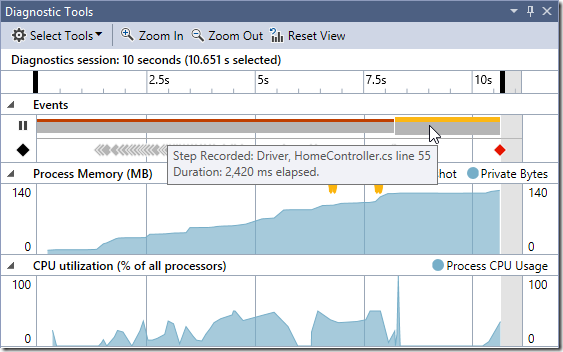 Diagnostic Tools
Select Tools Zoom In Zoom Out Reset View
Diagnostics session: 10 seconds (10.651 s selected)
2.5s 5s 7.5s 10s
Events
Step Recorded: Driver, HomeController.cs line 55
Duration: 2,420 ms elapsed.
Process Memory (MB) shot Private Bytes
140 140
0 0
CPU utilization (% of all processors) Process CPU Usage
100 100
0 0